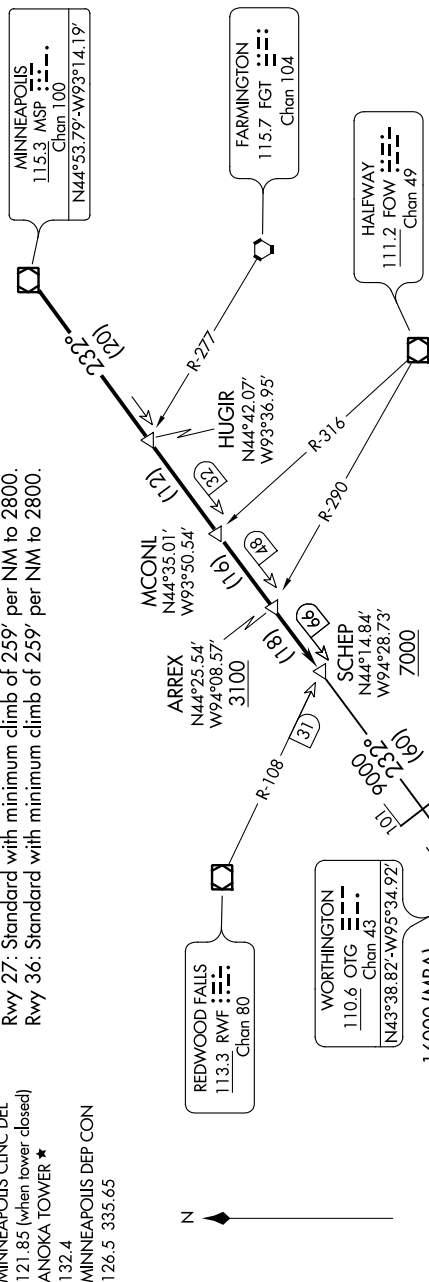 MINNEAPOLIS CLNC DEL
121.85 (when tower closed)
ANOKA TOWER ★
132.4
MINNEAPOLIS DEP CON
126.5 335.65
Rwy 27: Standard with minimum climb of 259' per NM to 2800.
Rwy 36: Standard with minimum climb of 259' per NM to 2800.
MINNEAPOLIS
115.3 MSP
Chan 100
N44°53.79'-W93°14.19'
232°
(20)
FARMINGTON
115.7 FGT
Chan 104
R-277
HUGIR
N44°42.07'
W93°36.95'
(12)
32
MCONL
N44°35.01'
W93°50.54'
R-316
HALFWAY
111.2 FOW
Chan 49
R-290
(16)
48
ARREX
N44°25.54'
W94°08.57'
3100
(18)
66
SCHEP
N44°14.84'
W94°28.73'
7000
R-108
31
REDWOOD FALLS
113.3 RWF
Chan 80
9000
232°
(60)
101
WORTHINGTON
110.6 OTG
Chan 43
N43°38.82'-W95°34.92'
N